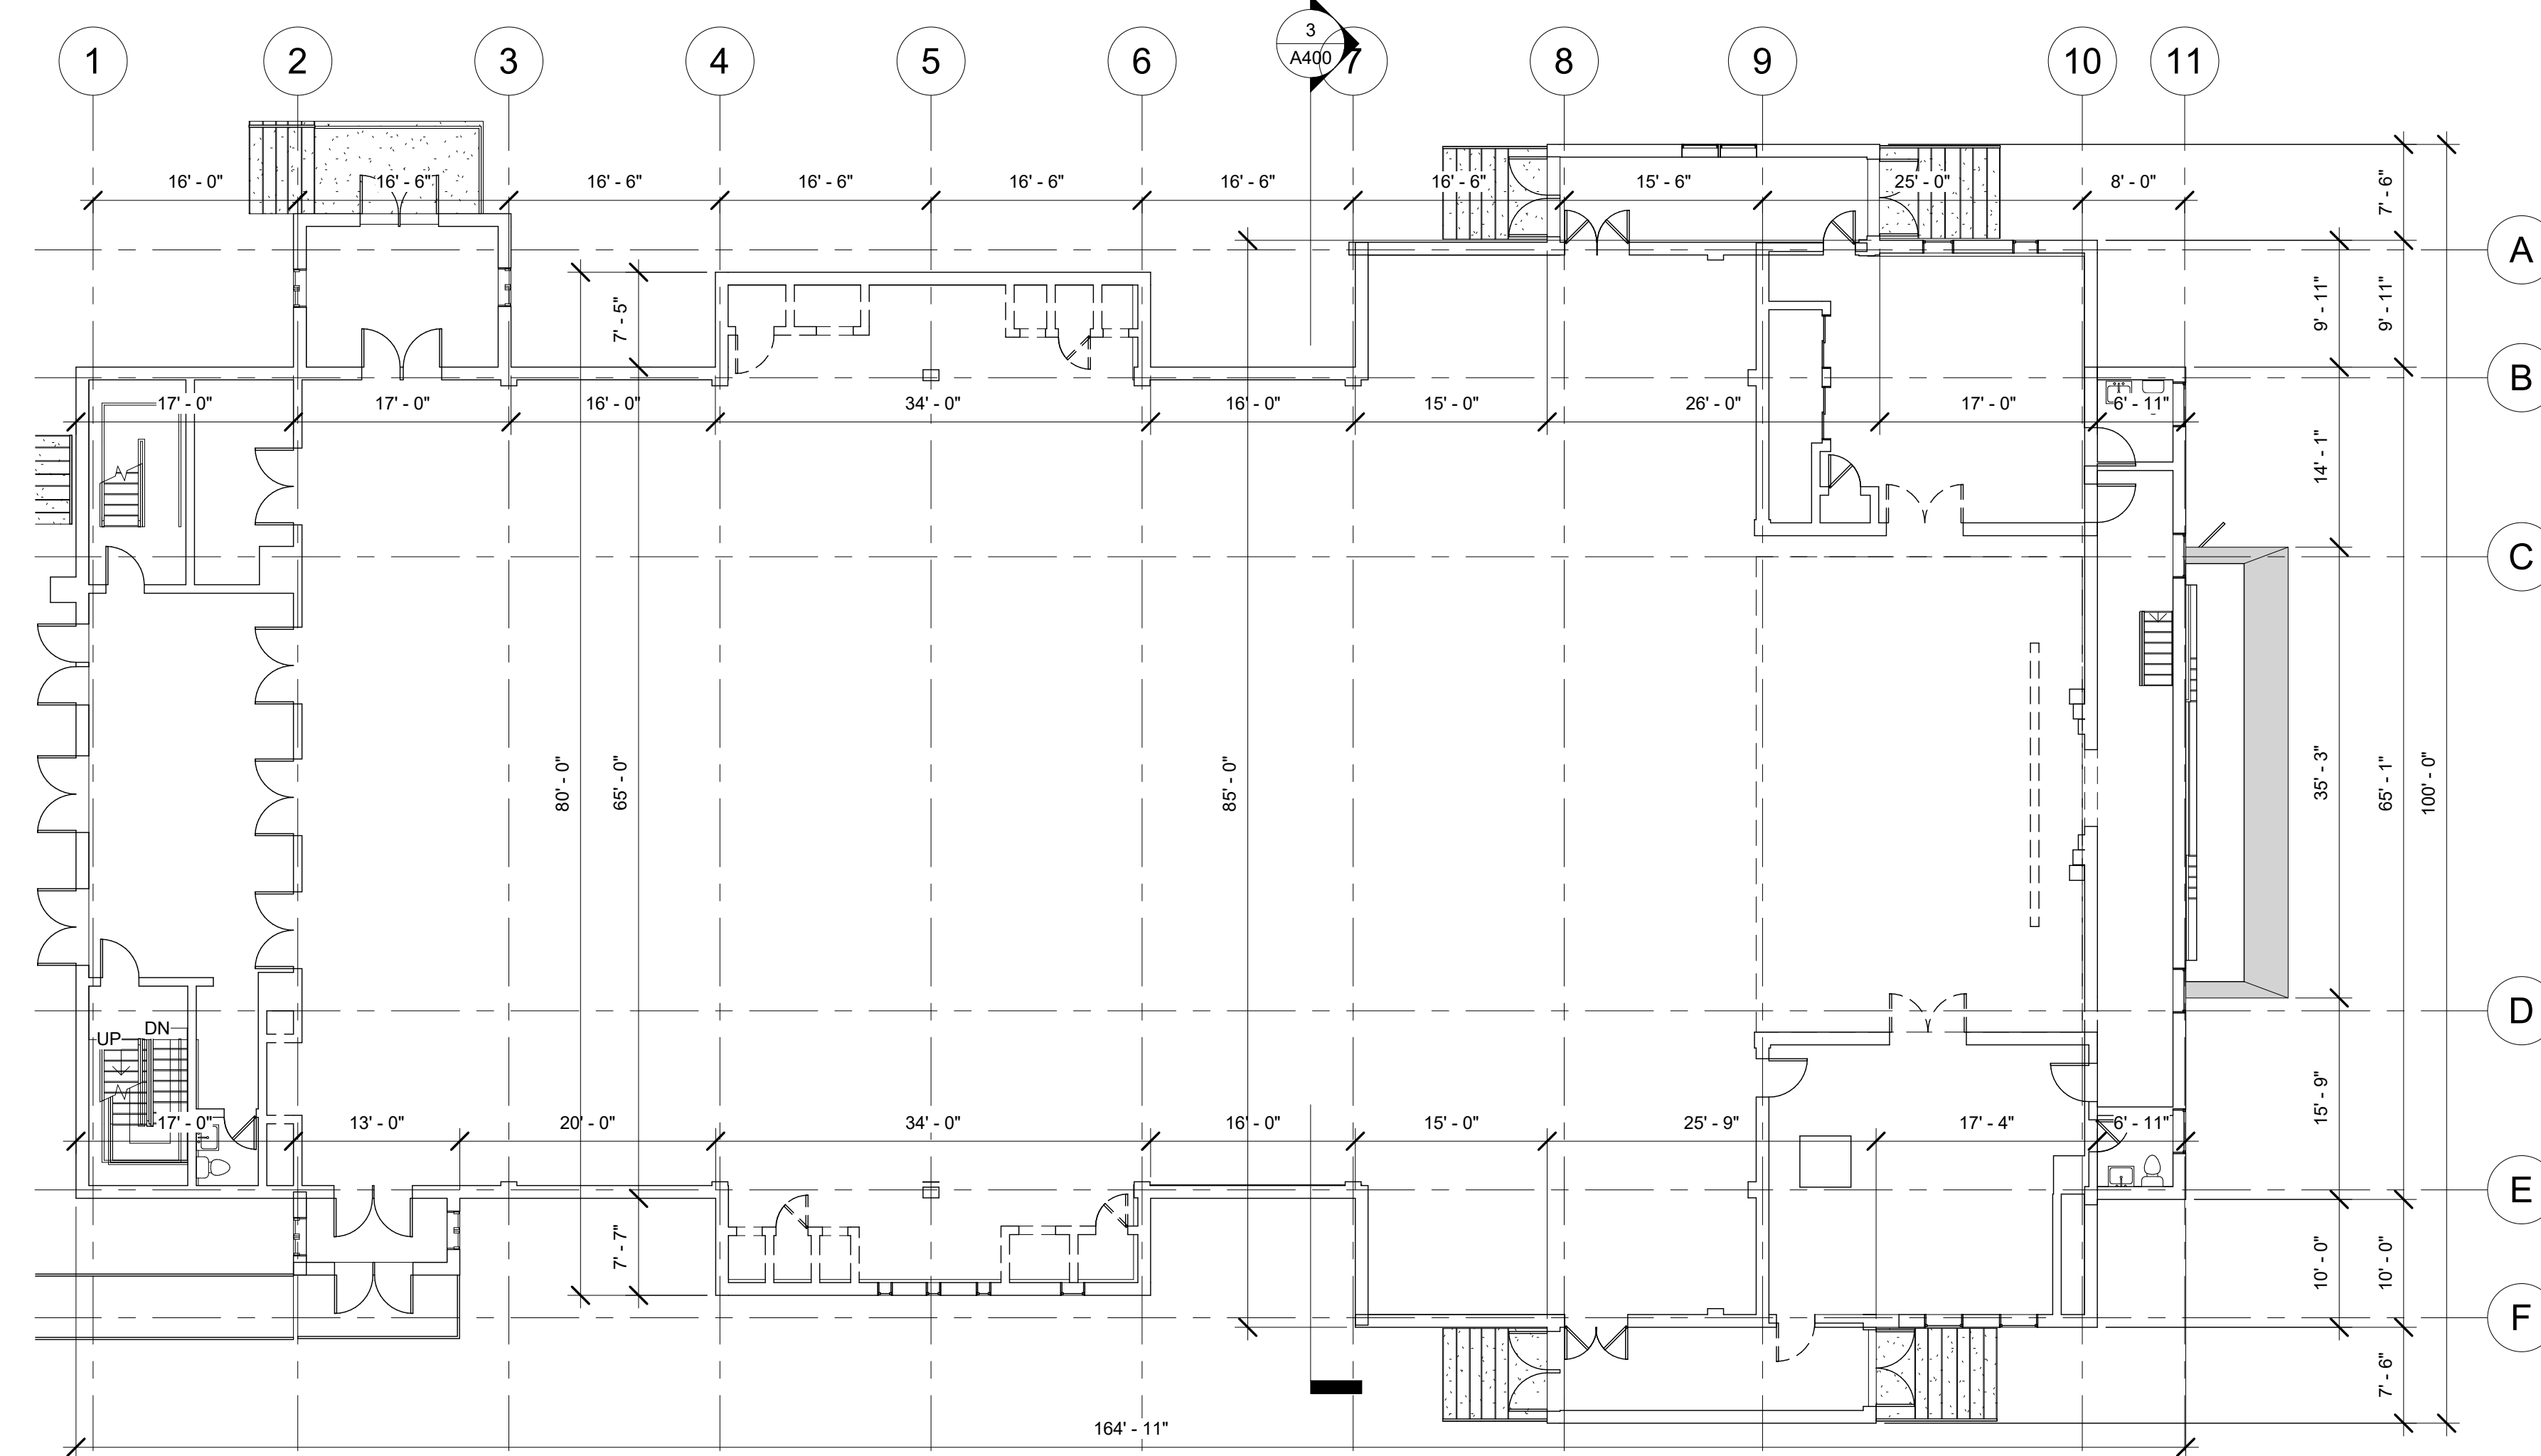 3
A400
1
2
3
4
5
6
7
8
9
10
11
16' - 0"
16' - 6"
16' - 6"
16' - 6"
16' - 6"
16' - 6"
16' - 6"
15' - 6"
25' - 0"
8' - 0"
7' - 6"
A
7' - 5"
9' - 11"
9' - 11"
B
17' - 0"
17' - 0"
16' - 0"
34' - 0"
16' - 0"
15' - 0"
26' - 0"
17' - 0"
6' - 11"
14' - 1"
C
80' - 0"
65' - 0"
85' - 0"
35' - 3"
65' - 1"
100' - 0"
D
UP
DN
17' - 0"
13' - 0"
20' - 0"
34' - 0"
16' - 0"
15' - 0"
25' - 9"
17' - 4"
6' - 11"
15' - 9"
E
7' - 7"
10' - 0"
10' - 0"
F
7' - 6"
164' - 11"